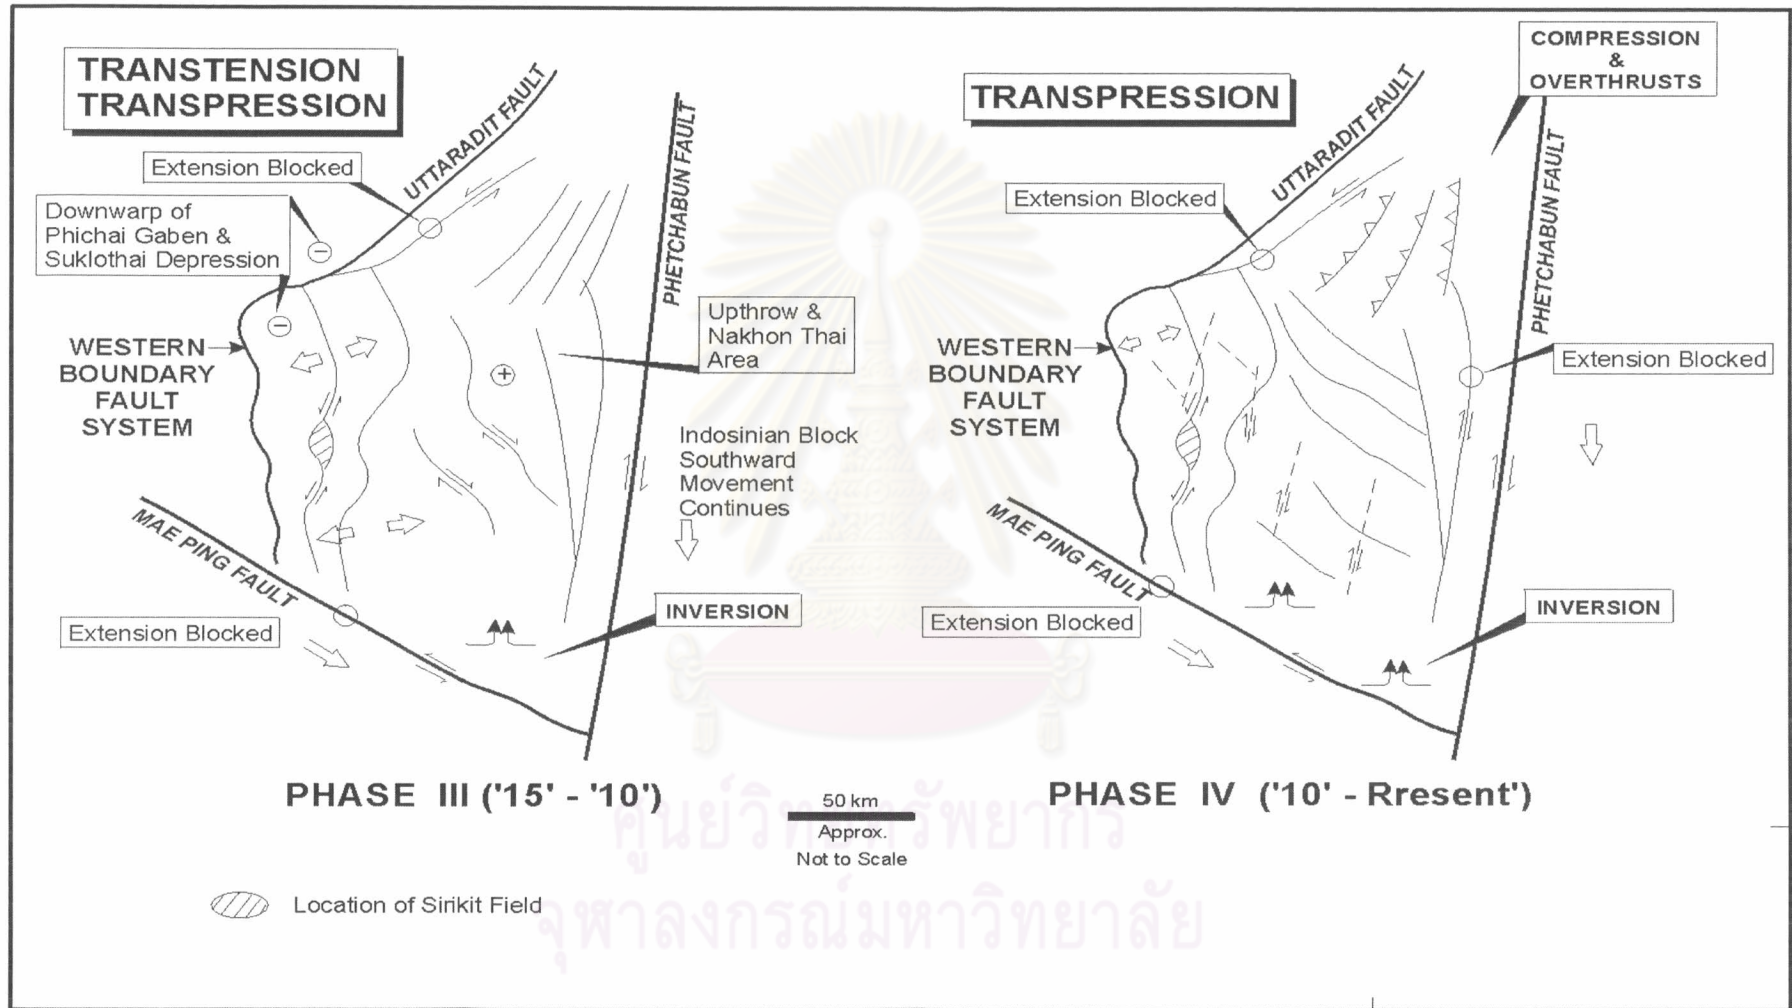 TRANSTENSION
TRANSPRESSION
Extension Blocked
Downwarp of
Phichai Gaben &
Suklothai Depression
UTTARADIT FAULT
PHETCHABUN FAULT
WESTERN
BOUNDARY
FAULT
SYSTEM
Upthrow &
Nakhon Thai
Area
Indosinian Block
Southward
Movement
Continues
MAE PING FAULT
Extension Blocked
INVERSION
PHASE III ('15' - '10')
TRANSPRESSION
COMPRESSION
&
OVERTHRUSTS
Extension Blocked
UTTARADIT FAULT
PHETCHABUN FAULT
WESTERN
BOUNDARY
FAULT
SYSTEM
Extension Blocked
MAE PING FAULT
Extension Blocked
INVERSION
PHASE IV ('10' - Rresent')
50 km
Approx.
Not to Scale
Location of Sirikit Field
ศูนย์วิทยทรัพยากร
จุฬาลงกรณ์มหาวิทยาลัย